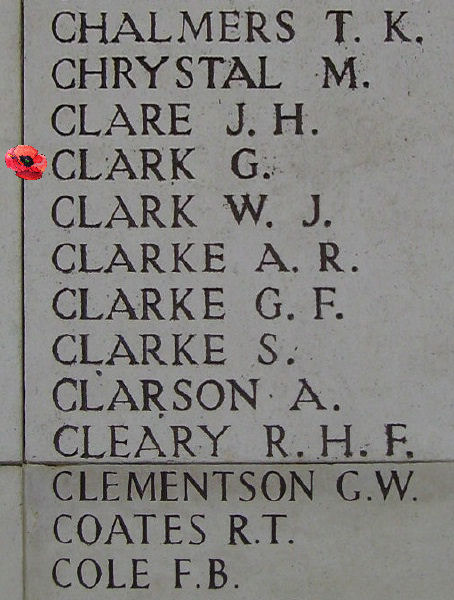 CHALMERS T. K.
CHRYSTAL M.
CLARE J. H.
CLARK G.
CLARK W. J.
CLARKE A. R.
CLARKE G. F.
CLARKE S.
CLARSON A.
CLEARY R. H. F.
CLEMENTSON G.W.
COATES R.T.
COLE F.B.